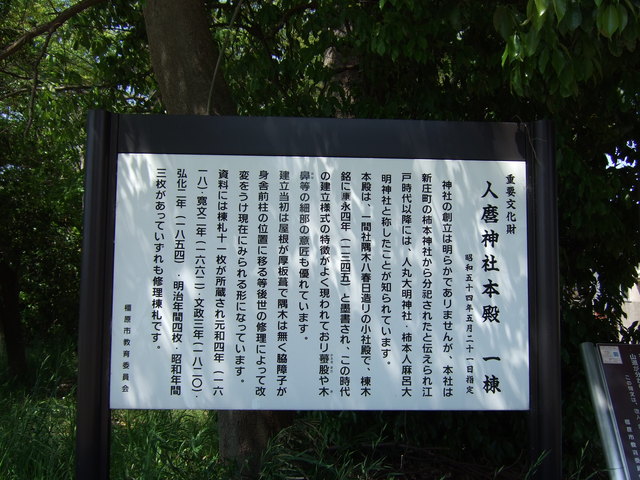 重要文化財
人麿神社本殿 一棟
昭和五十四年五月二十一日指定
神社の創立は明らかでありませんが、本社は
新庄町の柿本神社から分祀されたと伝えられ江
戸時代以降には、人丸大明神社・柿本人麻呂大
明神社と称したことが知られています。
本殿は、一間社隅木八春日造りの小社殿で、棟木
銘に康永四年(一三四五)と墨書され、この時代
の建立様式の特徴がよく現われており蟇股や木
鼻等の細部の意匠も優れています。
建立当初は屋根が厚板葺で隅木は無く脇障子が
身舎前柱の位置に移る等後世の修理によって改
変をうけ現在にみられる形になっています。
資料には棟札十一枚が所蔵され元和四年(一六
一八)・寛文二年(一六六二)・文政三年(一八二〇)・
弘化二年(一八五四)・明治年間四枚・昭和年間
三枚があっていずれも修理棟札です。
橿原市教育委員会